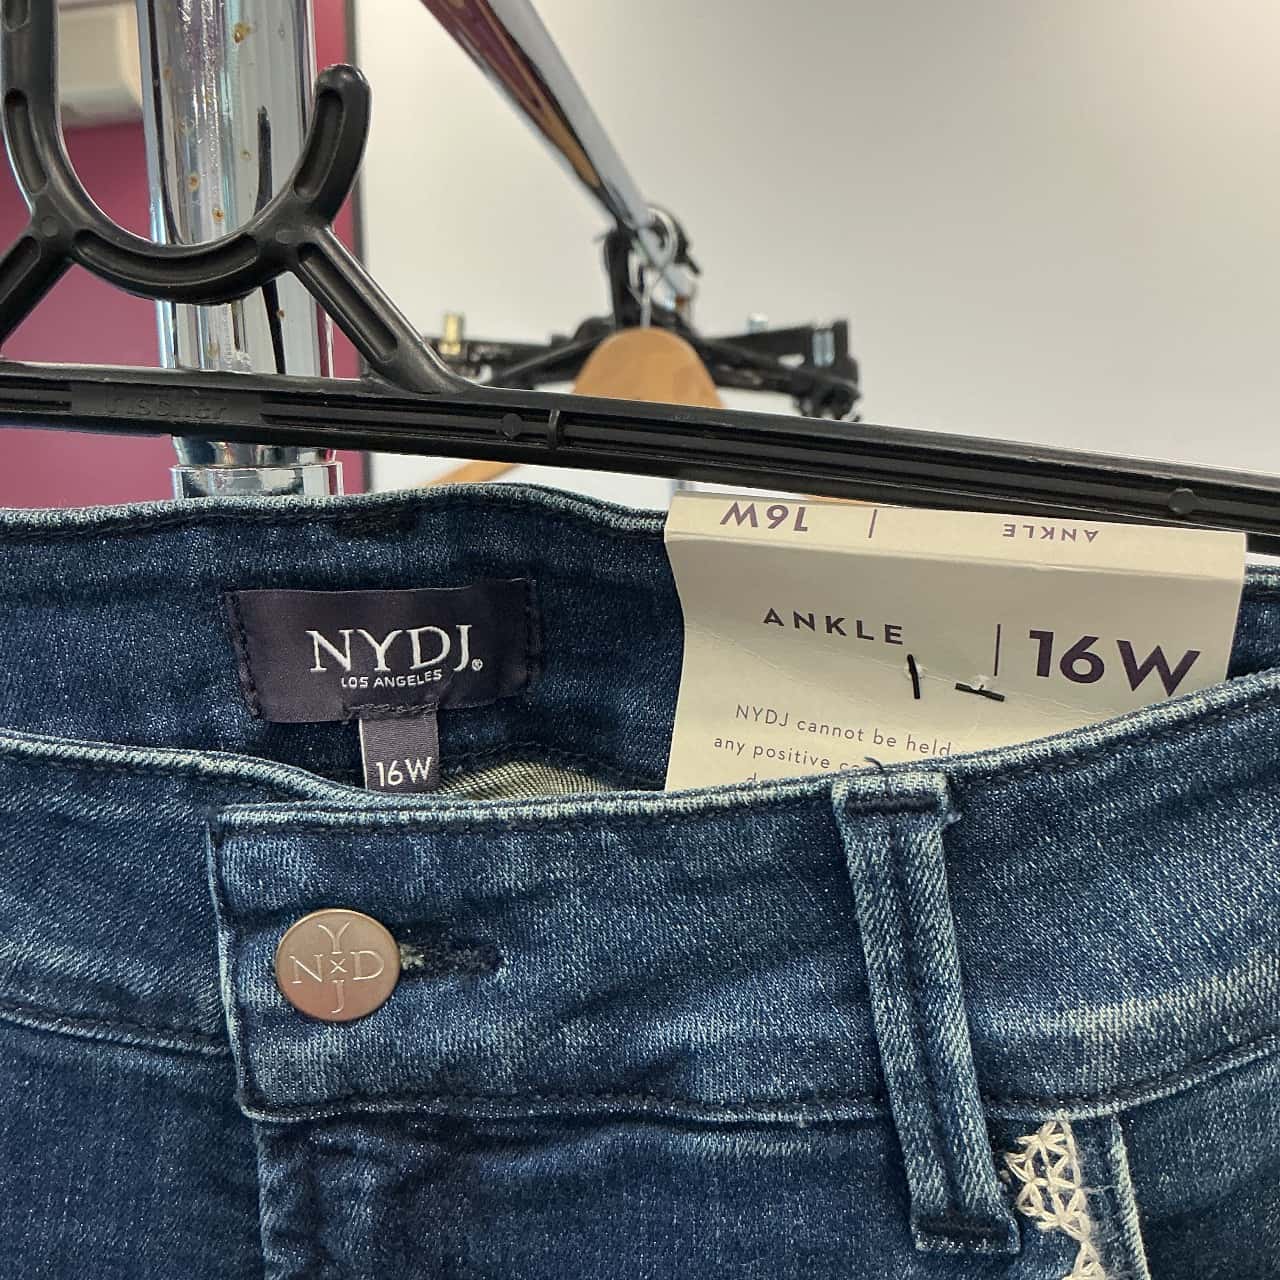 16W | ANKLE
ANKLE | 16W
NYDJ cannot be held
any positive
NYDJ®
LOS ANGELES
16W
Y
N × D
J